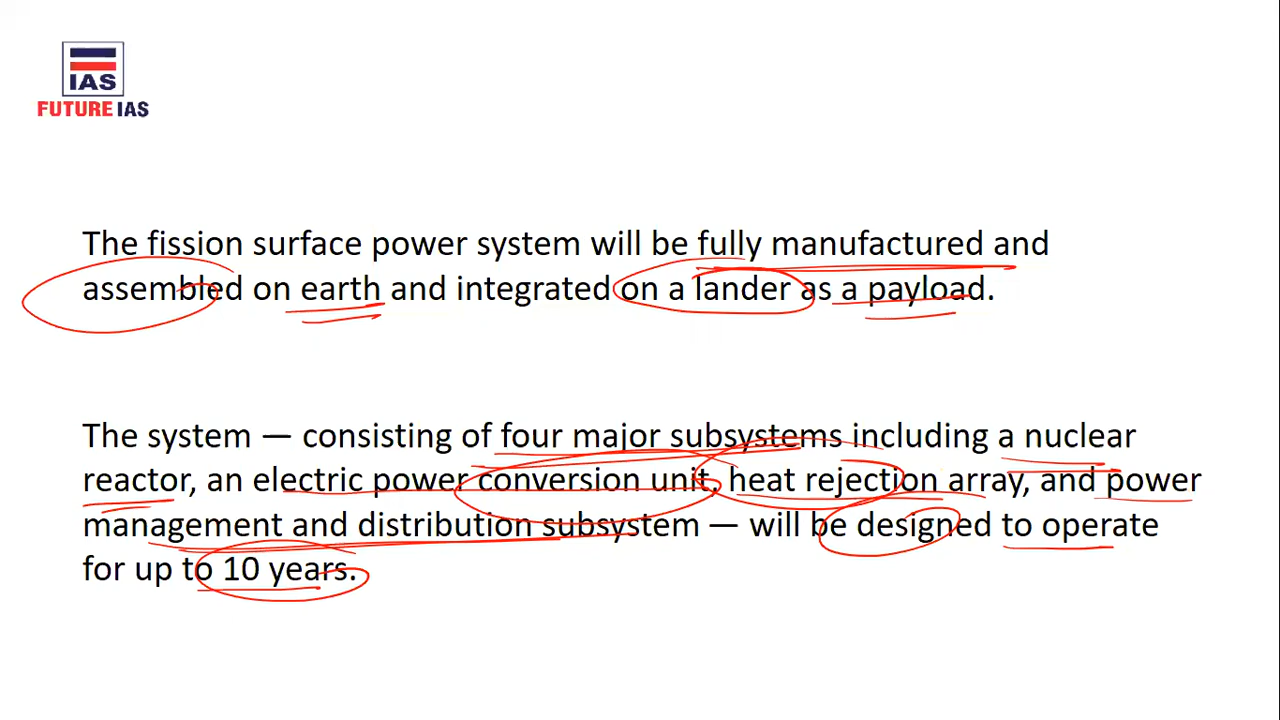 IAS
FUTURE IAS
The fission surface power system will be fully manufactured and
assembled on earth and integrated on a lander as a payload.
The system — consisting of four major subsystems including a nuclear
reactor, an electric power conversion unit, heat rejection array, and power
management and distribution subsystem — will be designed to operate
for up to 10 years.